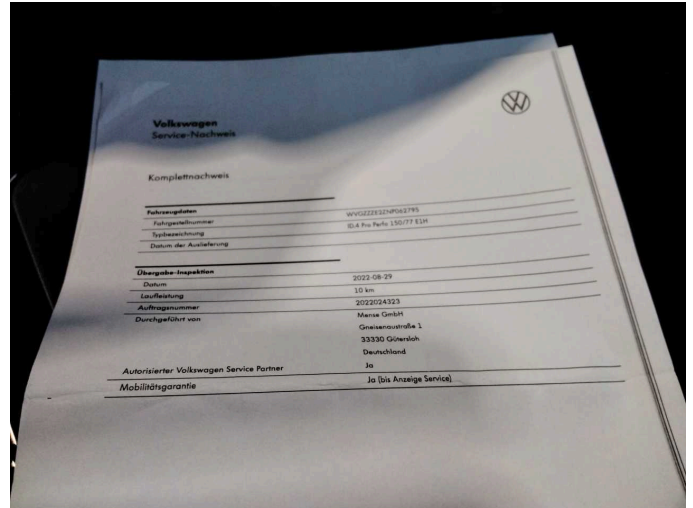 Volkswagen
Service-Nachweis
Komplettnachweis
Fahrzeugdaten
Fahrgestellnummer WVGZZZE2ZNP062795
Typbezeichnung ID.4 Pro Perfo 150/77 E1H
Datum der Auslieferung
Übergabe-Inspektion
Datum 2022-08-29
Laufleistung 10 km
Auftragsnummer 2022024323
Durchgeführt von Mense GmbH
Gneisenaustraße 1
33330 Gütersloh
Deutschland
Autorisierter Volkswagen Service Partner Ja
Mobilitätsgarantie Ja (bis Anzeige Service)